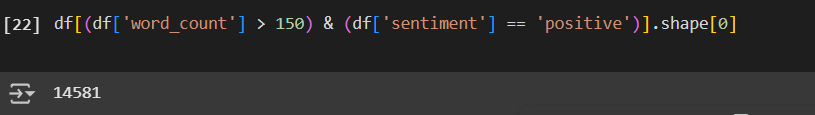 [22] df[(df['word_count'] > 150) & (df['sentiment'] == 'positive')].shape[0]
14581